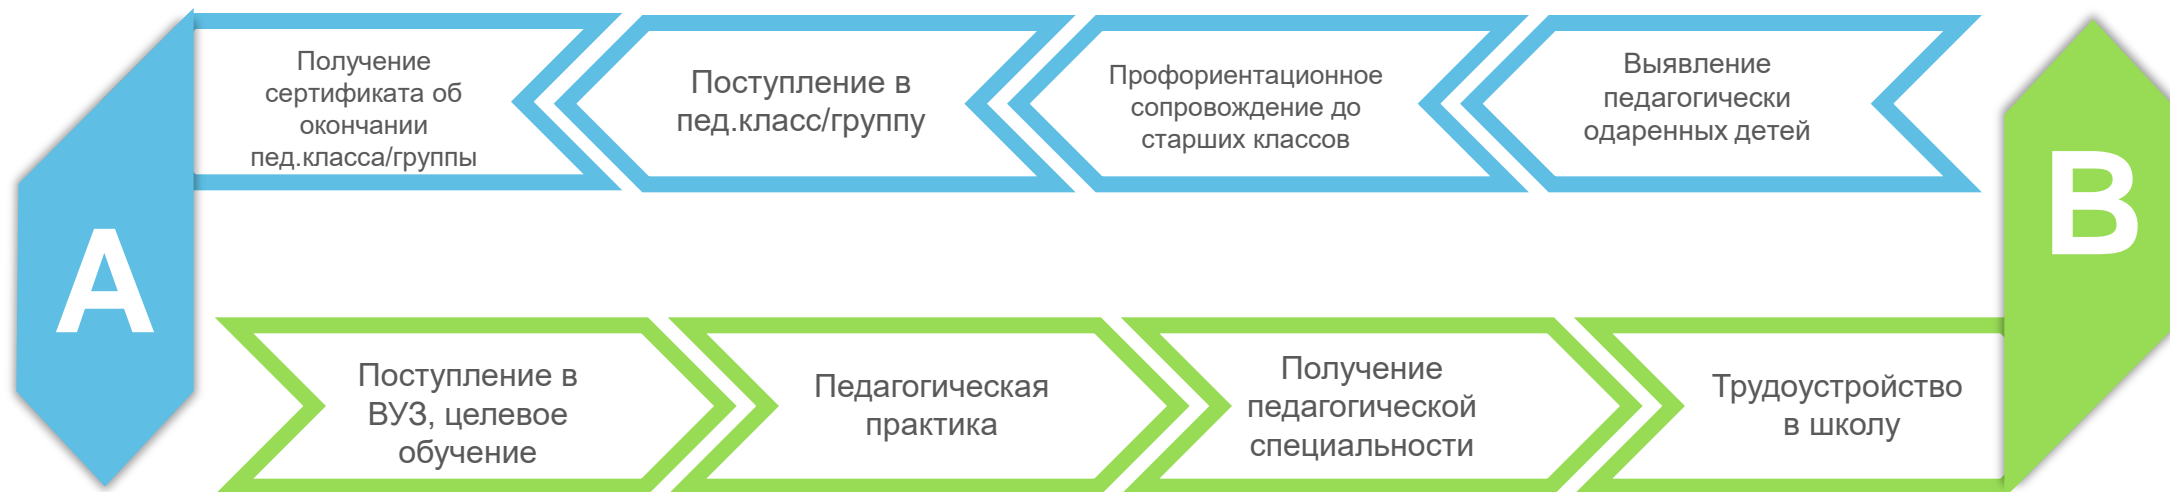 Получение
сертификата об
окончании
пед.класса/группы
Поступление в
пед.класс/группу
Профориентационное
сопровождение до
старших классов
Выявление
педагогически
одаренных детей
A
B
Поступление в
ВУЗ, целевое
обучение
Педагогическая
практика
Получение
педагогической
специальности
Трудоустройство
в школу